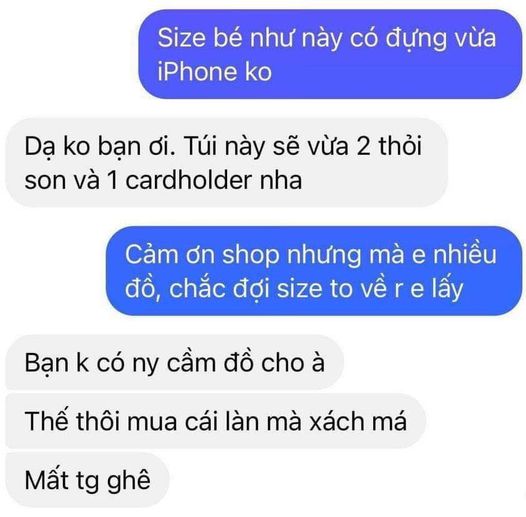 Size bé như này có đựng vừa
iPhone ko
Dạ ko bạn ơi. Túi này sẽ vừa 2 thỏi
son và 1 cardholder nha
Cảm ơn shop nhưng mà e nhiều
đồ, chắc đợi size to về r e lấy
Bạn k có ny cầm đồ cho à
Thế thôi mua cái làn mà xách má
Mất tg ghê